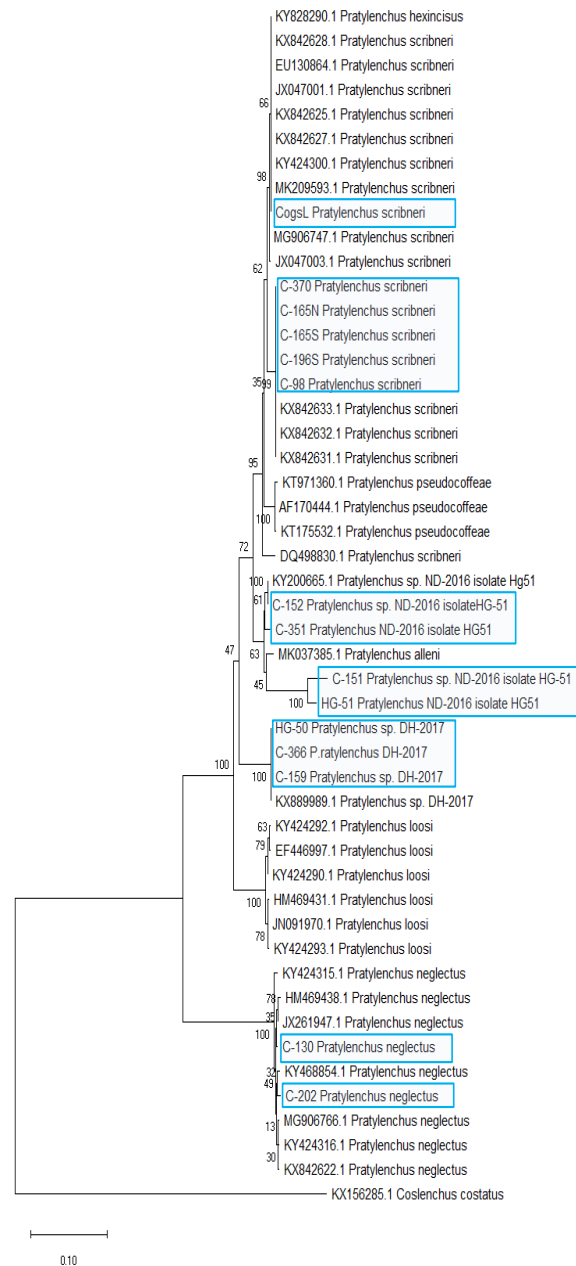 KY828290.1 Pratylenchus hexincisus
KX842628.1 Pratylenchus scribneri
EU130864.1 Pratylenchus scribneri
JX047001.1 Pratylenchus scribneri
66
KX842625.1 Pratylenchus scribneri
KX842627.1 Pratylenchus scribneri
KY424300.1 Pratylenchus scribneri
98
MK209593.1 Pratylenchus scribneri
CogsL Pratylenchus scribneri
MG906747.1 Pratylenchus scribneri
JX047003.1 Pratylenchus scribneri
62
C-370 Pratylenchus scribneri
C-165N Pratylenchus scribneri
C-165S Pratylenchus scribneri
C-196S Pratylenchus scribneri
35
99
C-98 Pratylenchus scribneri
KX842633.1 Pratylenchus scribneri
KX842632.1 Pratylenchus scribneri
KX842631.1 Pratylenchus scribneri
95
KT971360.1 Pratylenchus pseudocoffeae
AF170444.1 Pratylenchus pseudocoffeae
100
KT175532.1 Pratylenchus pseudocoffeae
72
DQ498830.1 Pratylenchus scribneri
100
KY200665.1 Pratylenchus sp. ND-2016 isolate Hg51
61
C-152 Pratylenchus sp. ND-2016 isolateHG-51
C-351 Pratylenchus ND-2016 isolate HG51
47
63
MK037385.1 Pratylenchus alleni
45
C-151 Pratylenchus sp. ND-2016 isolate HG-51
100
HG-51 Pratylenchus ND-2016 isolate HG51
HG-50 Pratylenchus sp. DH-2017
C-366 P.ratylenchus DH-2017
100
100
C-159 Pratylenchus sp. DH-2017
KX889989.1 Pratylenchus sp. DH-2017
63
KY424292.1 Pratylenchus loosi
79
EF446997.1 Pratylenchus loosi
KY424290.1 Pratylenchus loosi
100
HM469431.1 Pratylenchus loosi
JN091970.1 Pratylenchus loosi
78
KY424293.1 Pratylenchus loosi
KY424315.1 Pratylenchus neglectus
78
HM469438.1 Pratylenchus neglectus
35
JX261947.1 Pratylenchus neglectus
100
C-130 Pratylenchus neglectus
32
KY468854.1 Pratylenchus neglectus
49
C-202 Pratylenchus neglectus
13
MG906766.1 Pratylenchus neglectus
KY424316.1 Pratylenchus neglectus
30
KX842622.1 Pratylenchus neglectus
KX156285.1 Coslenchus costatus
0.10